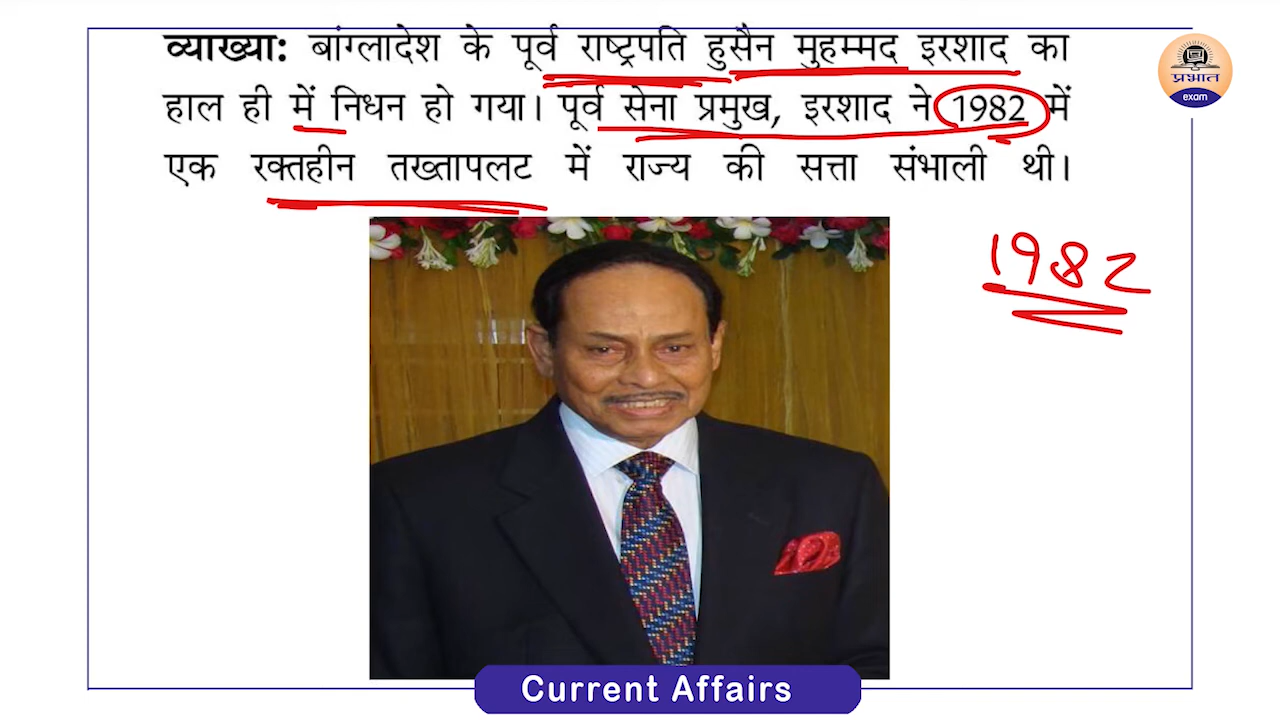 व्याख्या: बांग्लादेश के पूर्व राष्ट्रपति हुसैन मुहम्मद इरशाद का
हाल ही में निधन हो गया। पूर्व सेना प्रमुख, इरशाद ने 1982 में
एक रक्तहीन तख्तापलट में राज्य की सत्ता संभाली थी।
प्रभात
exam
1982
Current Affairs